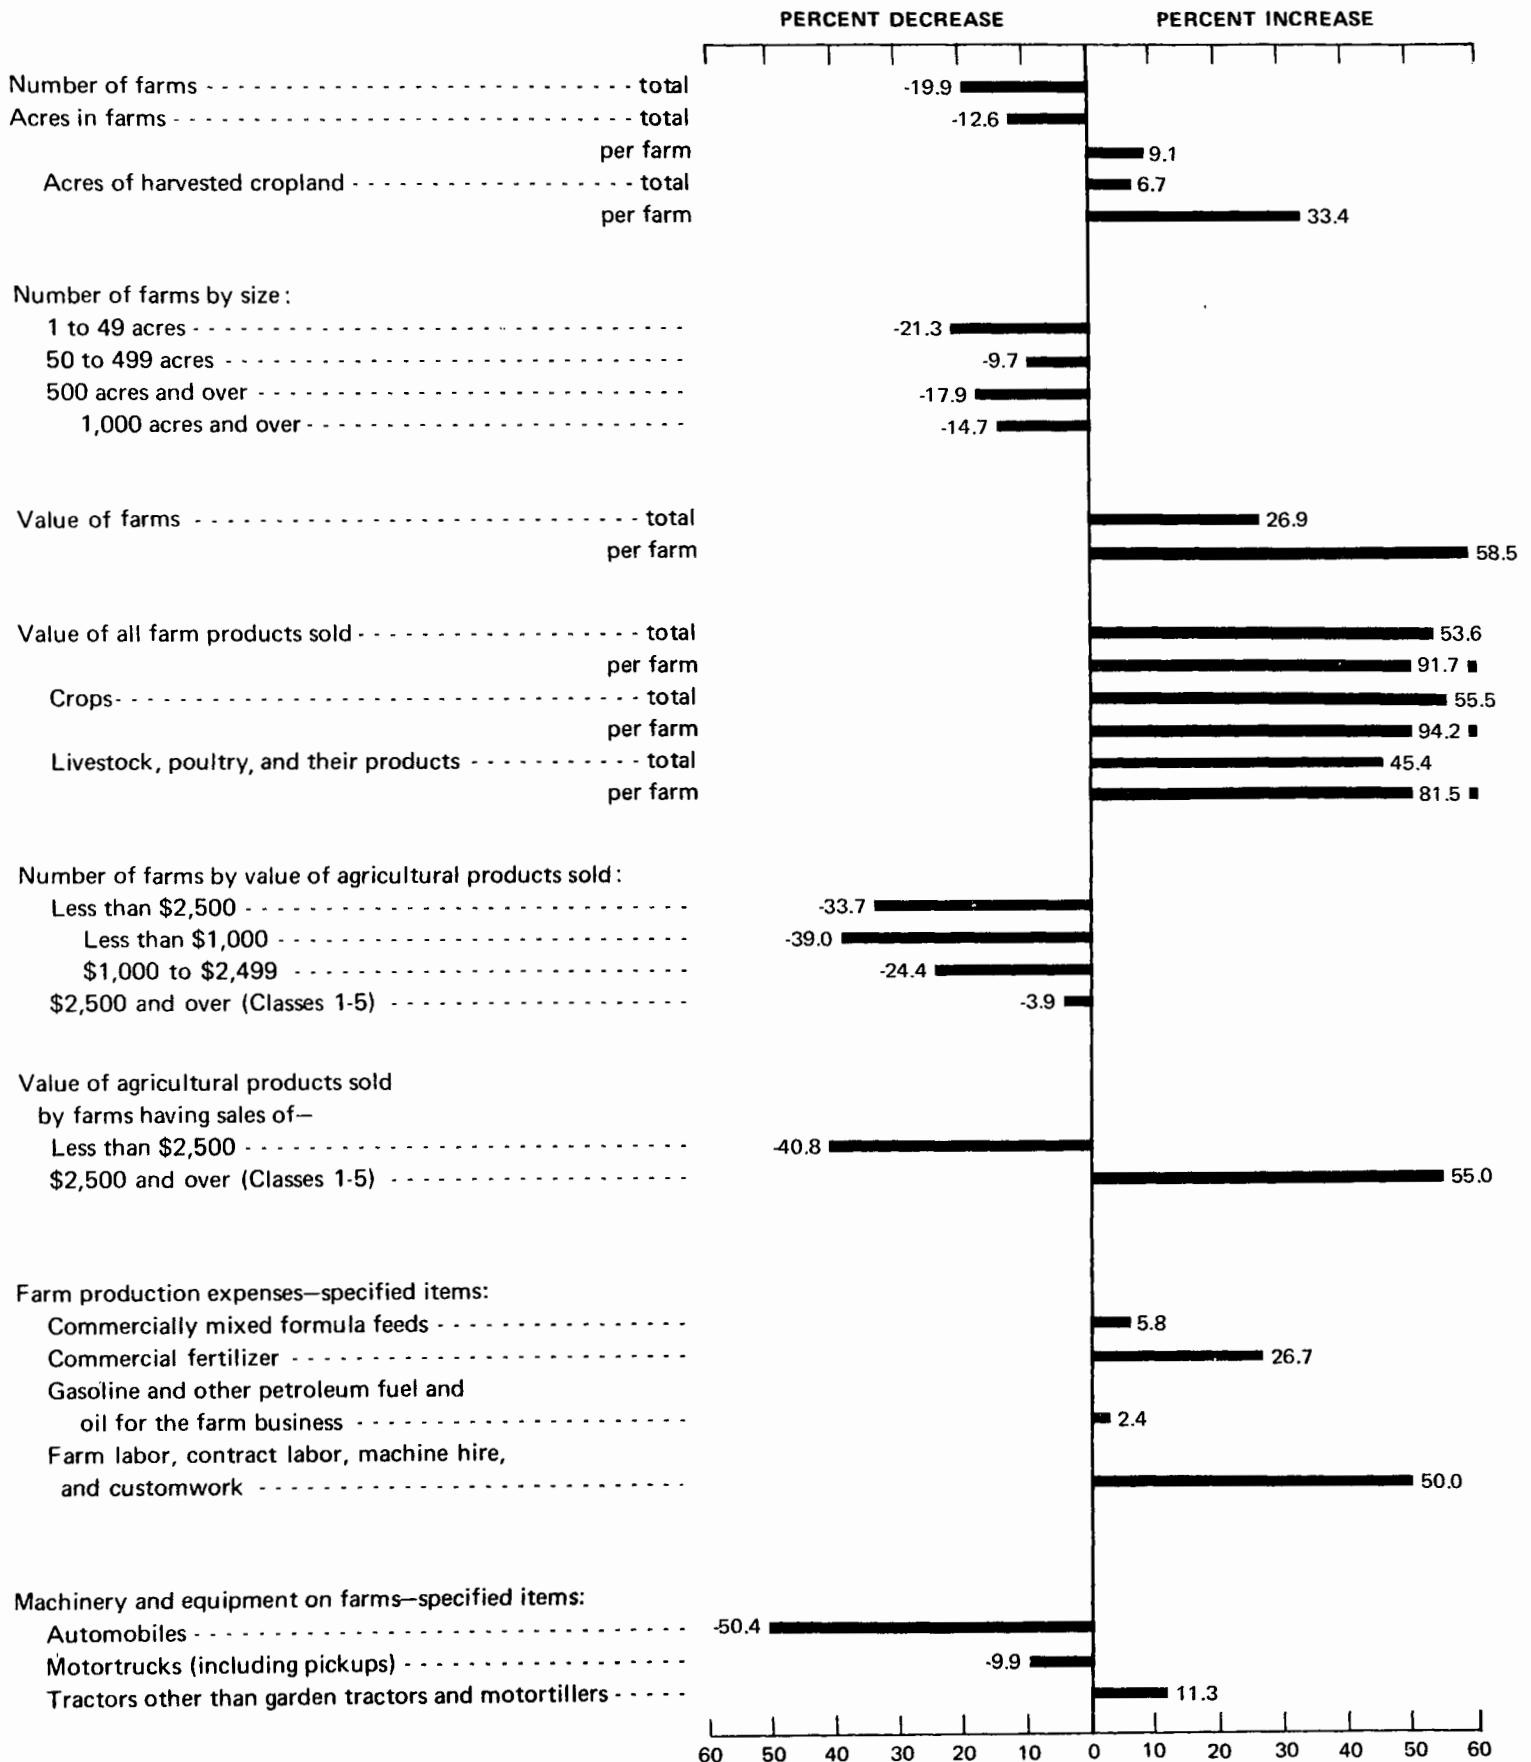 PERCENT DECREASE PERCENT INCREASE
Number of farms - - - - - - - - - - - - - - - - - - - - - - - - - - - total -19.9
Acres in farms - - - - - - - - - - - - - - - - - - - - - - - - - - - - - total -12.6
per farm 9.1
Acres of harvested cropland - - - - - - - - - - - - - - - - - - total 6.7
per farm 33.4
Number of farms by size:
1 to 49 acres - - - - - - - - - - - - - - - - - - - - - - - - - - - - - - - -21.3
50 to 499 acres - - - - - - - - - - - - - - - - - - - - - - - - - - - - - -9.7
500 acres and over - - - - - - - - - - - - - - - - - - - - - - - - - - - -17.9
1,000 acres and over - - - - - - - - - - - - - - - - - - - - - - - - -14.7
Value of farms - - - - - - - - - - - - - - - - - - - - - - - - - - - - total 26.9
per farm 58.5
Value of all farm products sold - - - - - - - - - - - - - - - - - - total 53.6
per farm 91.7
Crops - - - - - - - - - - - - - - - - - - - - - - - - - - - - - - - - - total 55.5
per farm 94.2
Livestock, poultry, and their products - - - - - - - - - - - total 45.4
per farm 81.5
Number of farms by value of agricultural products sold:
Less than $2,500 - - - - - - - - - - - - - - - - - - - - - - - - - - - - -33.7
Less than $1,000 - - - - - - - - - - - - - - - - - - - - - - - - - - -39.0
$1,000 to $2,499 - - - - - - - - - - - - - - - - - - - - - - - - - -24.4
$2,500 and over (Classes 1-5) - - - - - - - - - - - - - - - - - - - -3.9
Value of agricultural products sold
by farms having sales of—
Less than $2,500 - - - - - - - - - - - - - - - - - - - - - - - - - - - - -40.8
$2,500 and over (Classes 1-5) - - - - - - - - - - - - - - - - - - - 55.0
Farm production expenses—specified items:
Commercially mixed formula feeds - - - - - - - - - - - - - - - - 5.8
Commercial fertilizer - - - - - - - - - - - - - - - - - - - - - - - - - 26.7
Gasoline and other petroleum fuel and
oil for the farm business - - - - - - - - - - - - - - - - - - - - - 2.4
Farm labor, contract labor, machine hire,
and customwork - - - - - - - - - - - - - - - - - - - - - - - - - - - 50.0
Machinery and equipment on farms—specified items:
Automobiles - - - - - - - - - - - - - - - - - - - - - - - - - - - - - - - -50.4
Motortrucks (including pickups) - - - - - - - - - - - - - - - - - - -9.9
Tractors other than garden tractors and motortillers - - - - - 11.3
60 50 40 30 20 10 0 10 20 30 40 50 60